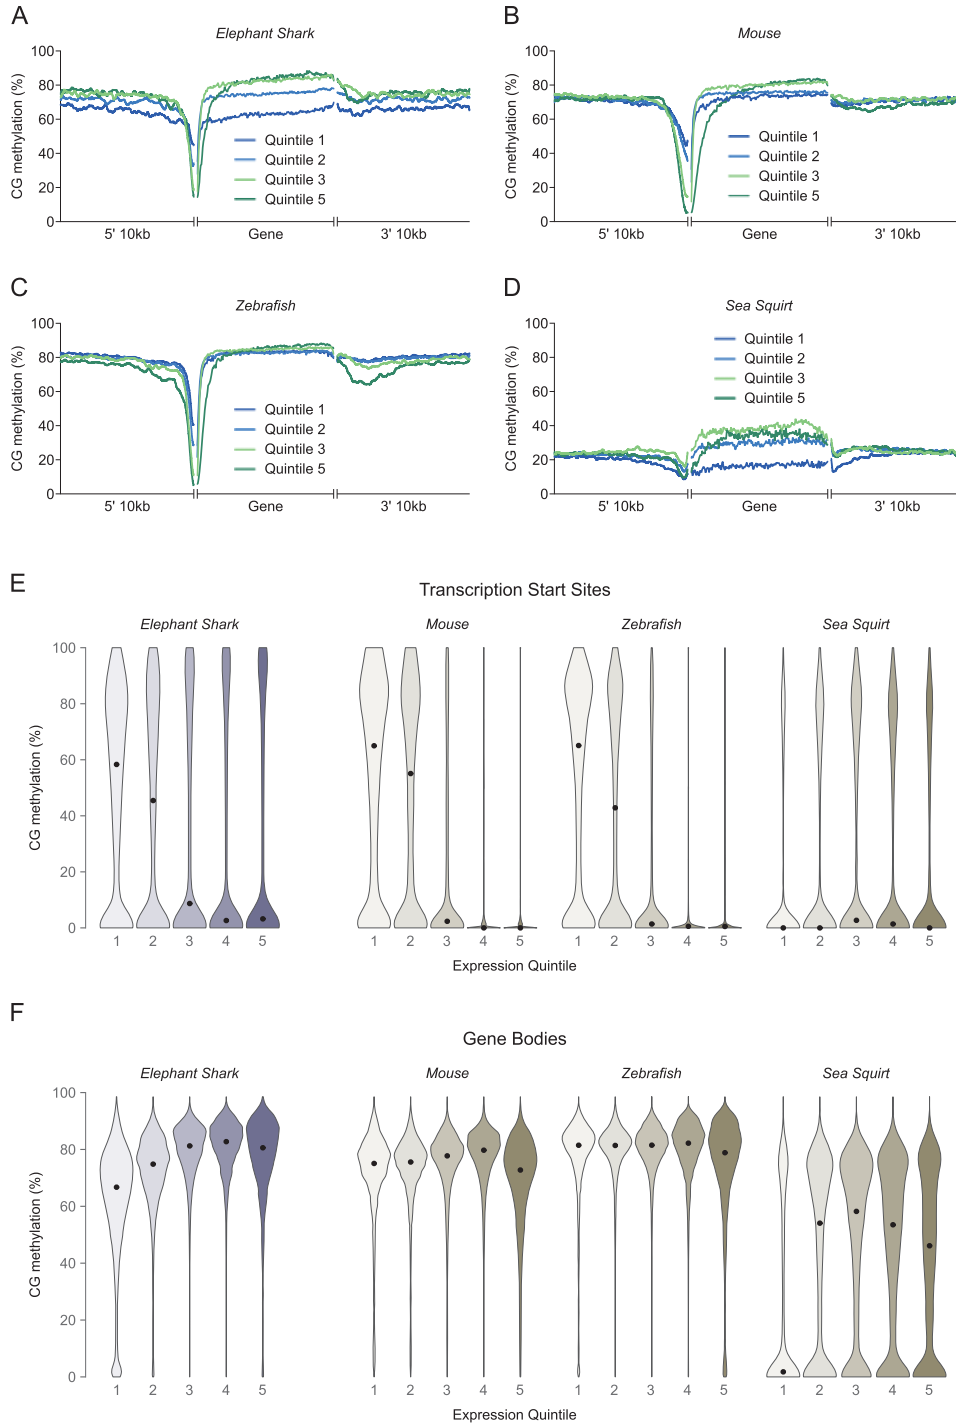 A
Elephant Shark
100
80
60
40
20
0
CG methylation (%)
Quintile 1
Quintile 2
Quintile 3
Quintile 5
5' 10kb
Gene
3' 10kb
B
Mouse
100
80
60
40
20
0
CG methylation (%)
Quintile 1
Quintile 2
Quintile 3
Quintile 5
5' 10kb
Gene
3' 10kb
C
Zebrafish
100
80
60
40
20
0
CG methylation (%)
Quintile 1
Quintile 2
Quintile 3
Quintile 5
5' 10kb
Gene
3' 10kb
D
Sea Squirt
100
80
60
40
20
0
CG methylation (%)
Quintile 1
Quintile 2
Quintile 3
Quintile 5
5' 10kb
Gene
3' 10kb
E
Transcription Start Sites
Elephant Shark Mouse Zebrafish Sea Squirt
100
80
60
40
20
0
CG methylation (%)
1 2 3 4 5 1 2 3 4 5 1 2 3 4 5 1 2 3 4 5
Expression Quintile
F
Gene Bodies
Elephant Shark Mouse Zebrafish Sea Squirt
100
80
60
40
20
0
CG methylation (%)
1 2 3 4 5 1 2 3 4 5 1 2 3 4 5 1 2 3 4 5
Expression Quintile